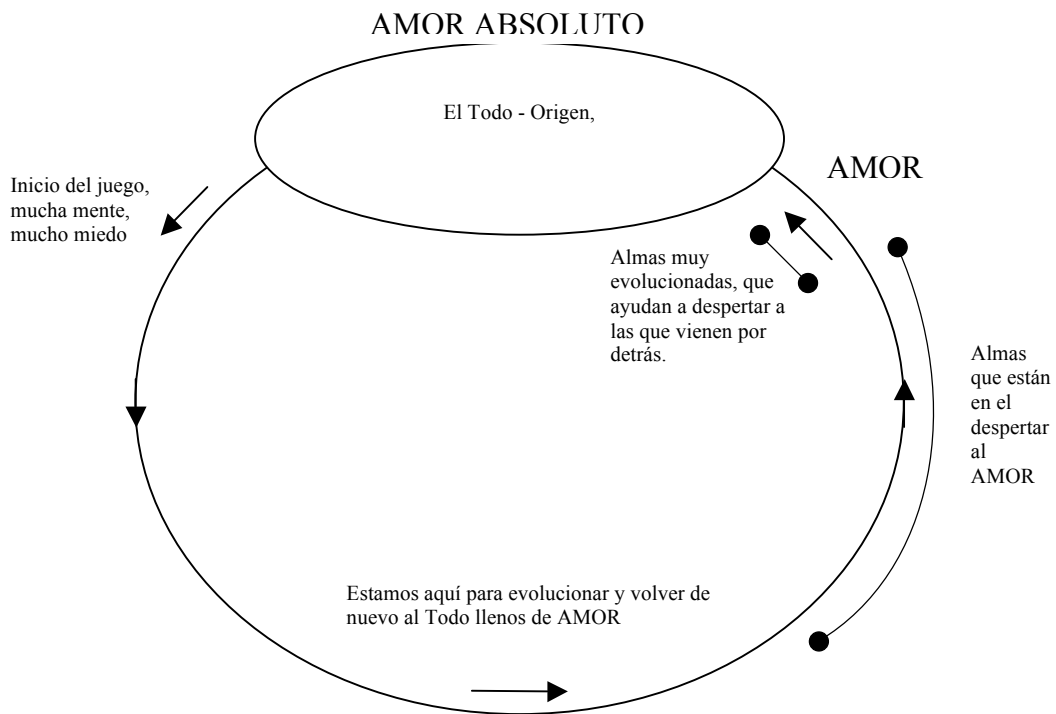 AMOR ABSOLUTO
El Todo - Origen,
AMOR
Inicio del juego,
mucha mente,
mucho miedo
Almas muy
evolucionadas, que
ayudan a despertar a
las que vienen por
detrás.
Almas
que están
en el
despertar
al
AMOR
Estamos aquí para evolucionar y volver de
nuevo al Todo llenos de AMOR